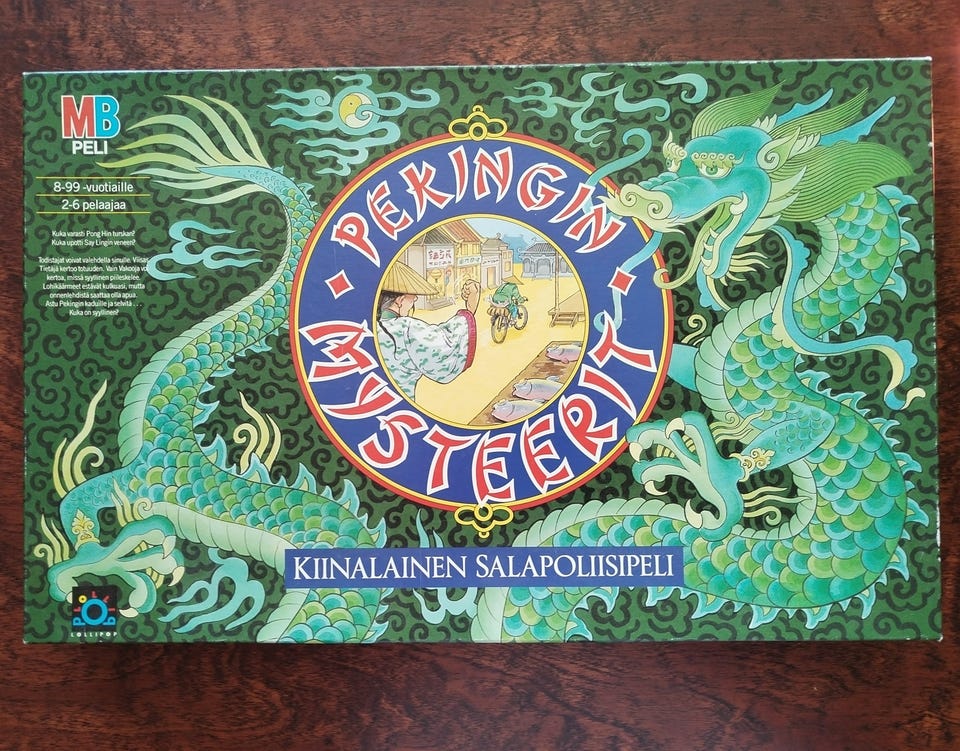 MB
PELI
8-99 -vuotiaille
2-6 pelaajaa
Kuka varasti Pong Hin turskan?
Kuka upotti Say Lingin veneen?
Todistajat voivat valehdella sinulle. Viisas
Tietäjä kertoo totuuden. Vain Vakooja voi
kertoa, missä syyllinen piileskelee.
Lohikäärmeet estävät kulkuasi, mutta
onnenlehdistä saattaa olla apua.
Astu Pekingin kaduille ja selvitä . . .
Kuka on syyllinen?
PEKINGIN
MYSTEERIT
KIINALAINEN SALAPOLIISIPELI
LOLLIPOP